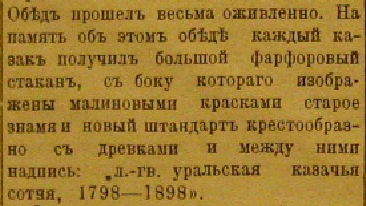 Обѣдъ прошелъ весьма оживленно. На
память объ этомъ обѣдѣ каждый ка-
закъ получилъ большой фарфоровый
стаканъ, съ боку котораго изобра-
жены малиновыми красками старое
знамя и новый штандартъ крестообраз-
но съ древками и между ними
надпись: „л.-гв. уральская казачья
сотня, 1798—1898».